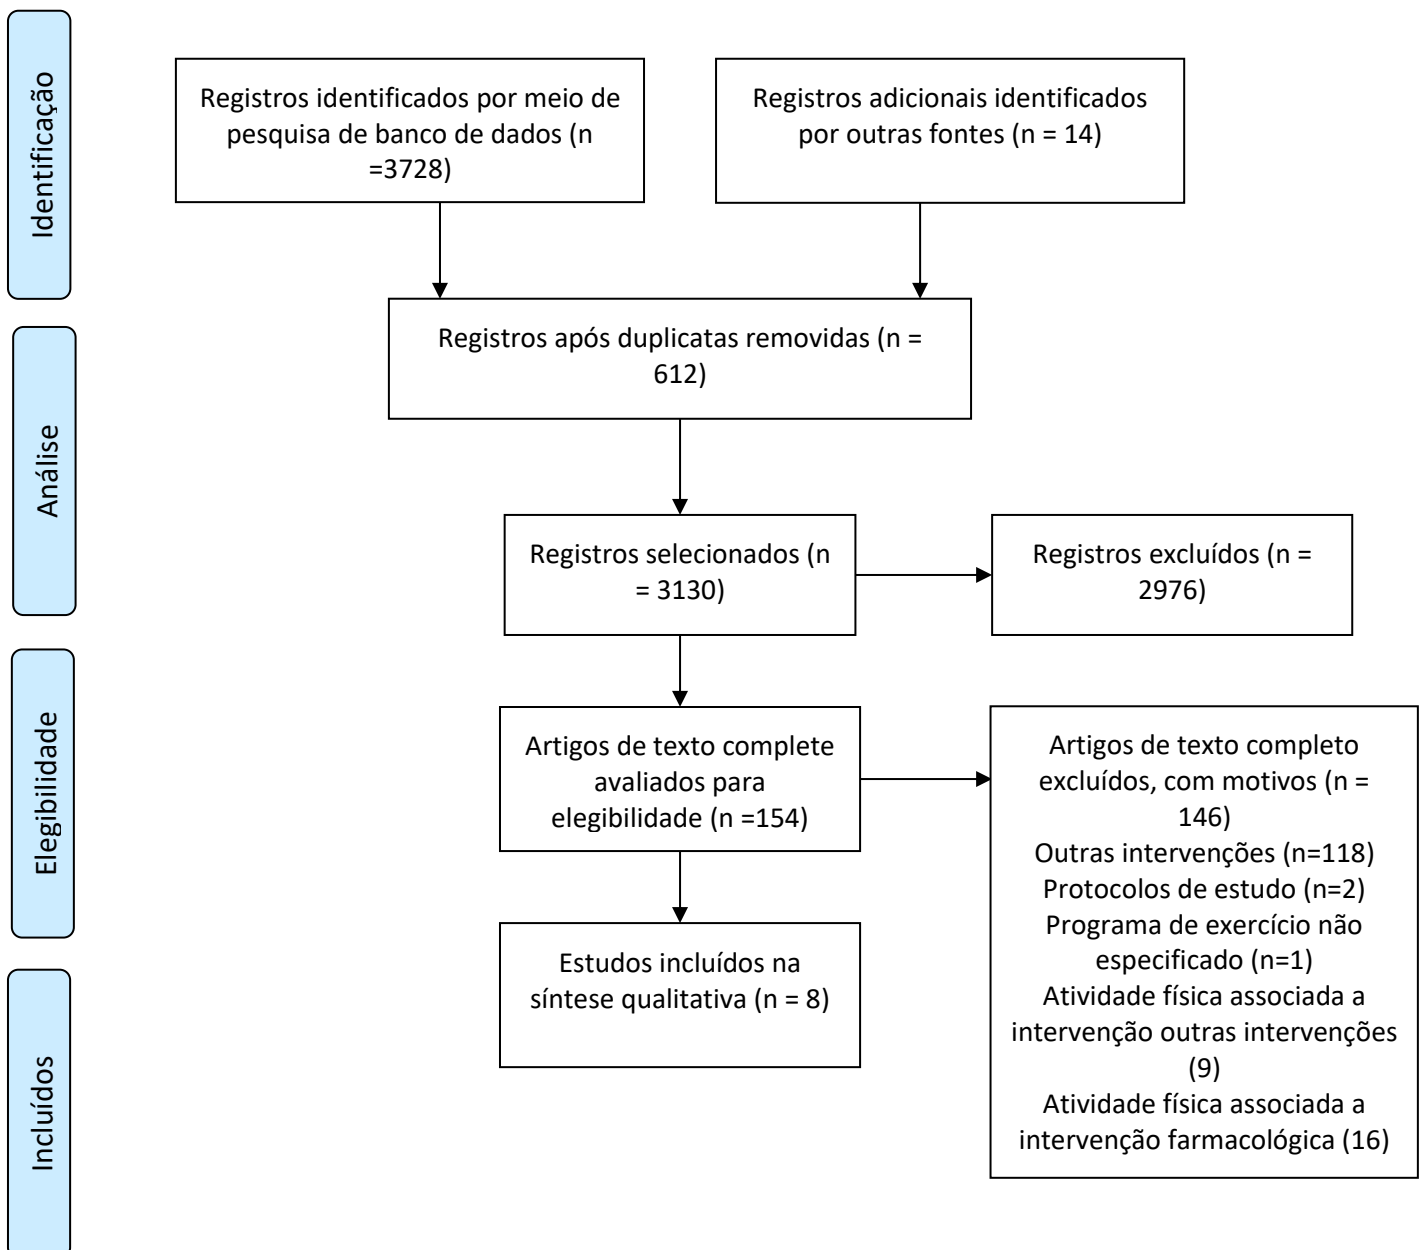 Identificação
Registros identificados por meio de
pesquisa de banco de dados (n
=3728)
Registros adicionais identificados
por outras fontes (n = 14)
Registros após duplicatas removidas (n =
612)
Análise
Registros selecionados (n
= 3130)
Registros excluídos (n =
2976)
Elegibilidade
Artigos de texto complete
avaliados para
elegibilidade (n =154)
Artigos de texto completo
excluídos, com motivos (n =
146)
Outras intervenções (n=118)
Protocolos de estudo (n=2)
Programa de exercício não
especificado (n=1)
Atividade física associada a
intervenção outras intervenções
(9)
Atividade física associada a
intervenção farmacológica (16)
Incluídos
Estudos incluídos na
síntese qualitativa (n = 8)